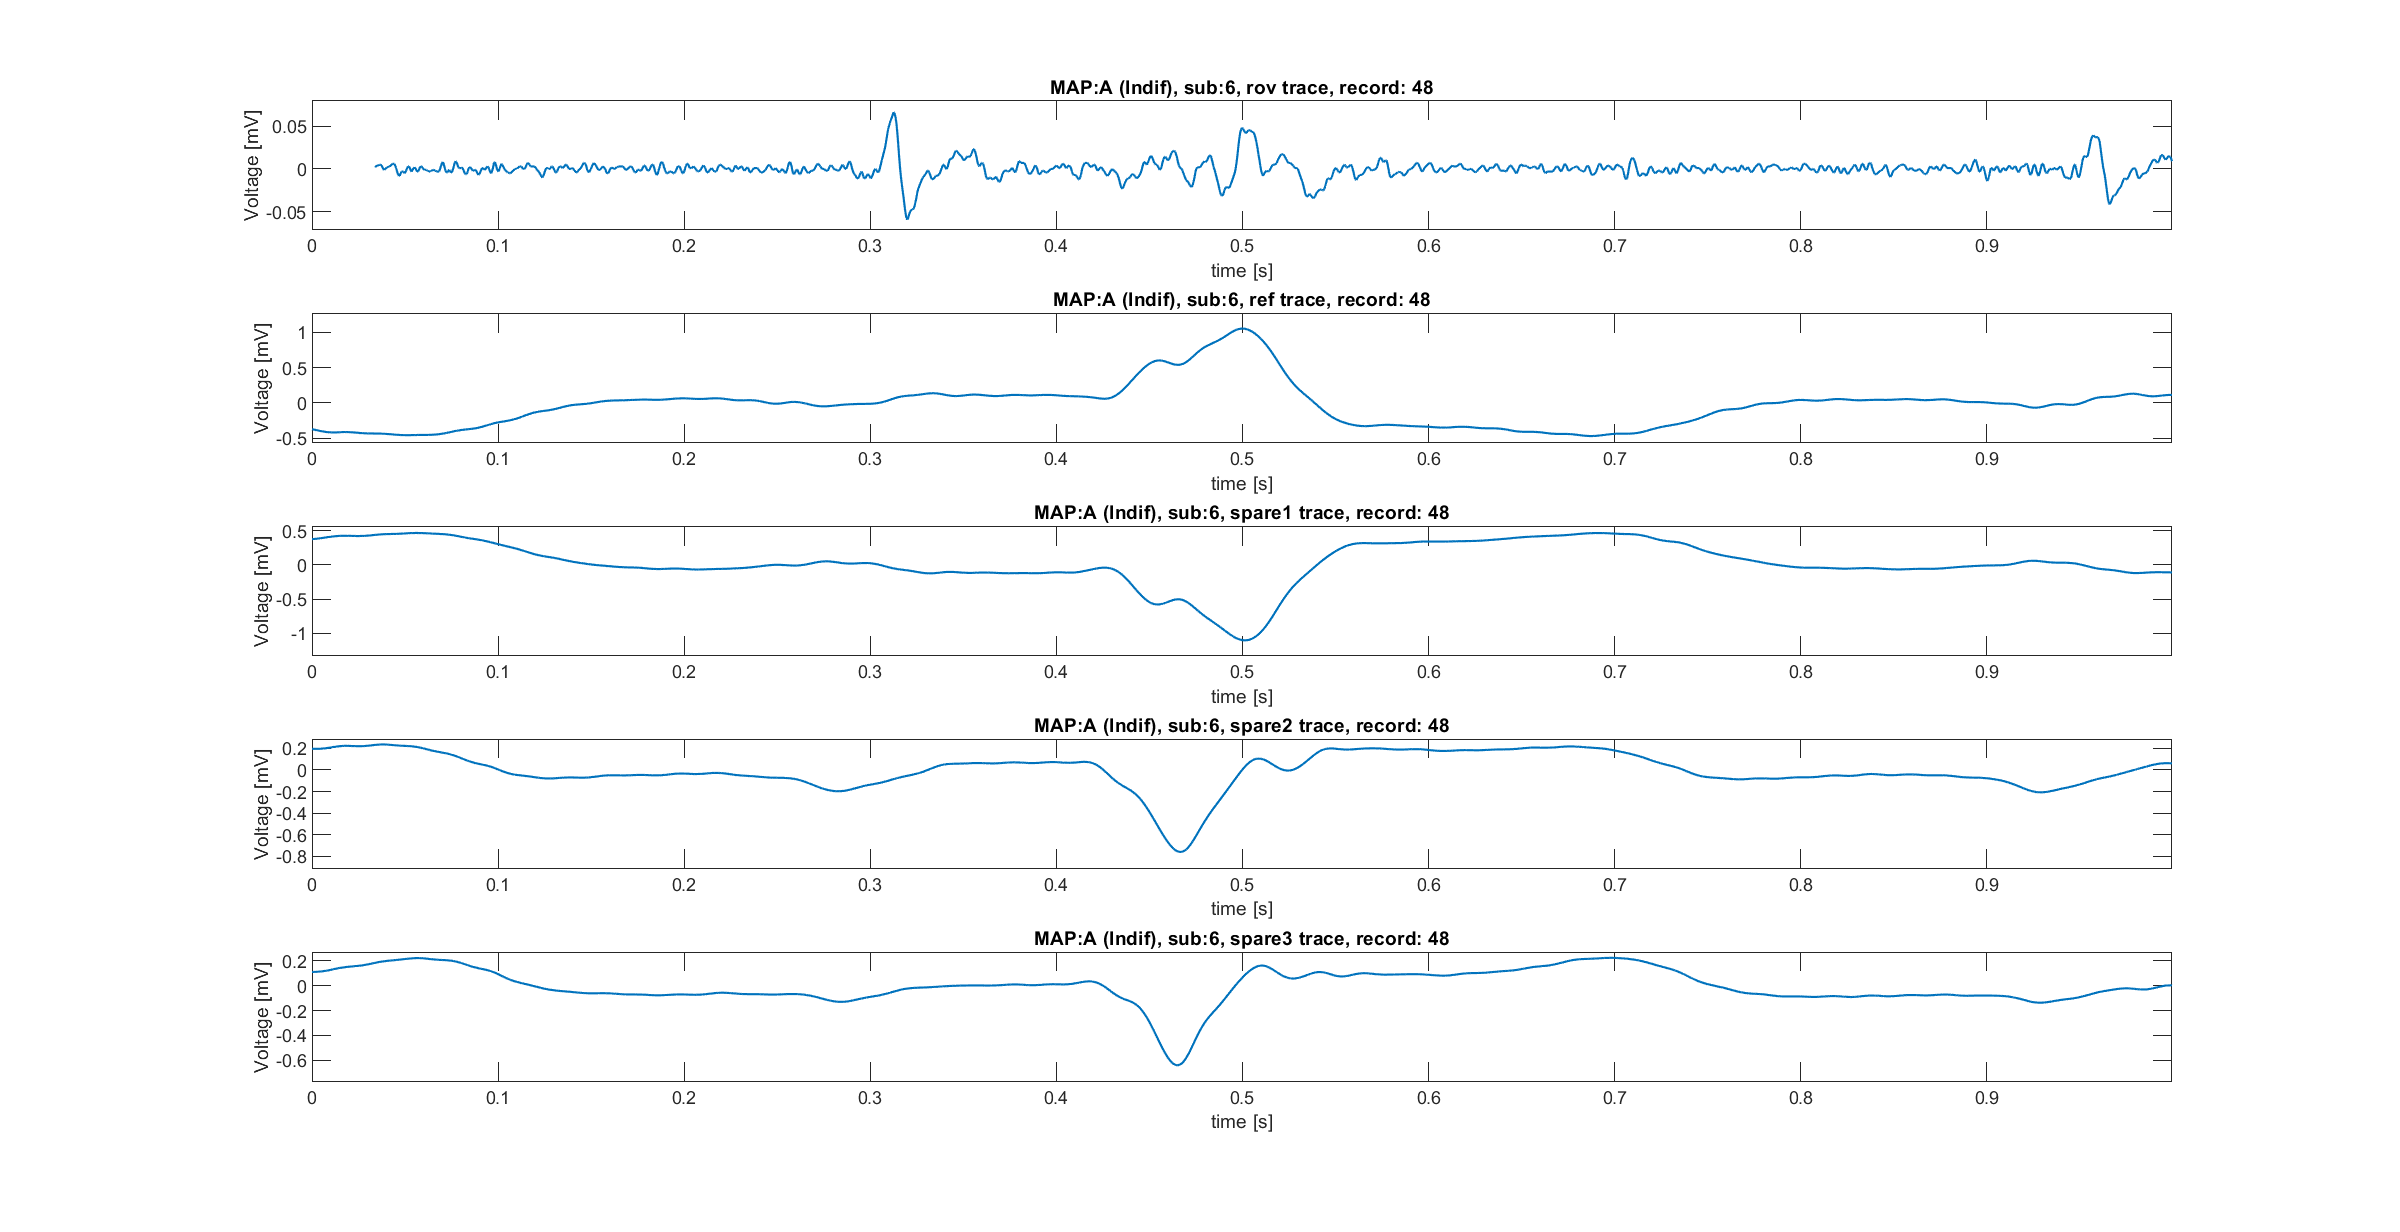 MAP:A (Indif), sub:6, rov trace, record: 48
Voltage [mV]
0.05
0
-0.05
0 0.1 0.2 0.3 0.4 0.5 0.6 0.7 0.8 0.9
time [s]
MAP:A (Indif), sub:6, ref trace, record: 48
Voltage [mV]
1
0.5
0
-0.5
0 0.1 0.2 0.3 0.4 0.5 0.6 0.7 0.8 0.9
time [s]
MAP:A (Indif), sub:6, spare1 trace, record: 48
Voltage [mV]
0.5
0
-0.5
-1
0 0.1 0.2 0.3 0.4 0.5 0.6 0.7 0.8 0.9
time [s]
MAP:A (Indif), sub:6, spare2 trace, record: 48
Voltage [mV]
0.2
0
-0.2
-0.4
-0.6
-0.8
0 0.1 0.2 0.3 0.4 0.5 0.6 0.7 0.8 0.9
time [s]
MAP:A (Indif), sub:6, spare3 trace, record: 48
Voltage [mV]
0.2
0
-0.2
-0.4
-0.6
0 0.1 0.2 0.3 0.4 0.5 0.6 0.7 0.8 0.9
time [s]